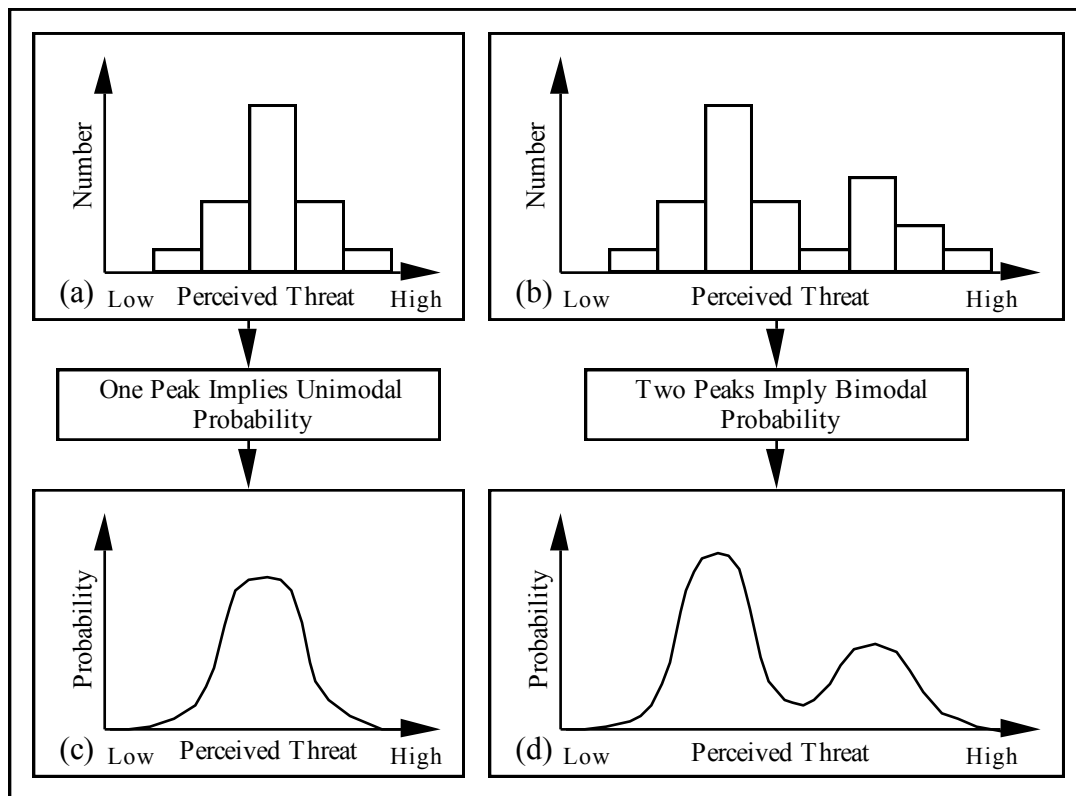 Number
(a)
Low
Perceived Threat
High
Number
(b)
Low
Perceived Threat
High
One Peak Implies Unimodal
Probability
Two Peaks Imply Bimodal
Probability
Probability
(c)
Low
Perceived Threat
High
Probability
(d)
Low
Perceived Threat
High